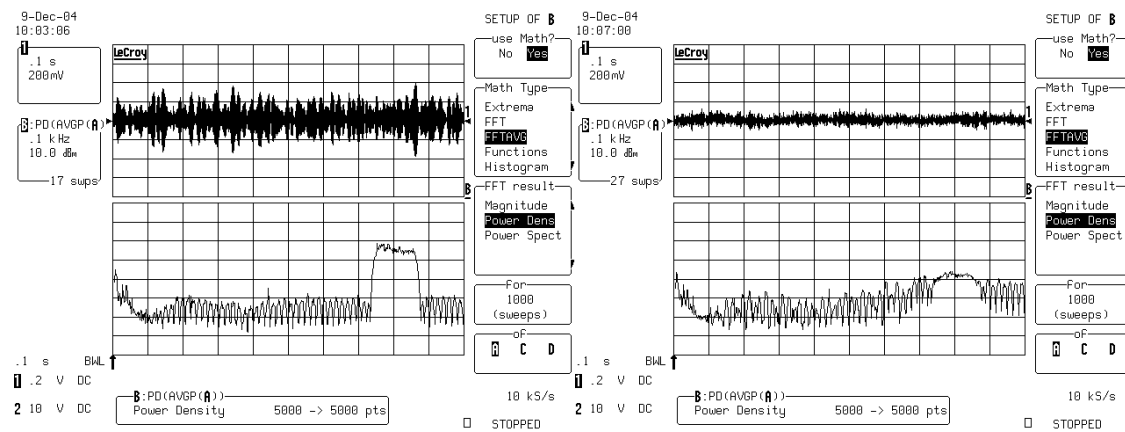 9-Dec-04
10:03:06
1
.1 s
200mV
B:PD(AVGP(A)
.1 kHz
10.0 dBm
17 swps
LeCroy
1
B
SETUP OF B
use Math?
No Yes
Math Type
Extrema
FFT
FFTAVG
Functions
Histogram
FFT result
Magnitude
Power Dens
Power Spect
For
1000
(sweeps)
of
A C D
.1 s BWL
1 .2 V DC
2 10 V DC
B:PD(AVGP(A))
Power Density 5000 -> 5000 pts
10 kS/s
STOPPED
9-Dec-04
10:07:00
1
.1 s
200mV
B:PD(AVGP(A)
.1 kHz
10.0 dBm
27 swps
LeCroy
1
B
SETUP OF B
use Math?
No Yes
Math Type
Extrema
FFT
FFTAVG
Functions
Histogram
FFT result
Magnitude
Power Dens
Power Spect
For
1000
(sweeps)
of
A C D
.1 s BWL
1 .2 V DC
2 10 V DC
B:PD(AVGP(A))
Power Density 5000 -> 5000 pts
10 kS/s
STOPPED